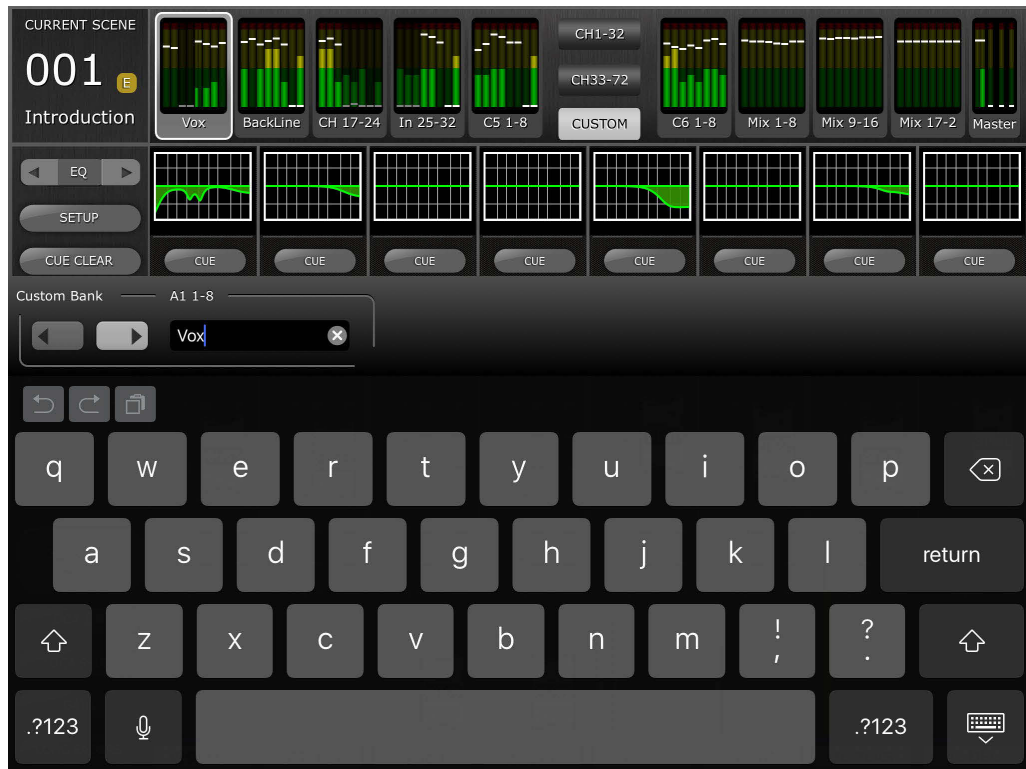 CURRENT SCENE
001 E
Introduction
Vox BackLine CH 17-24 In 25-32 C5 1-8
CH1-32
CH33-72
CUSTOM
C6 1-8 Mix 1-8 Mix 9-16 Mix 17-2 Master
EQ
SETUP
CUE CLEAR
CUE CUE CUE CUE CUE CUE CUE CUE
Custom Bank A1 1-8
Vox
q w e r t y u i o p
a s d f g h j k l return
z x c v b n m ! , ? .
.?123 .?123